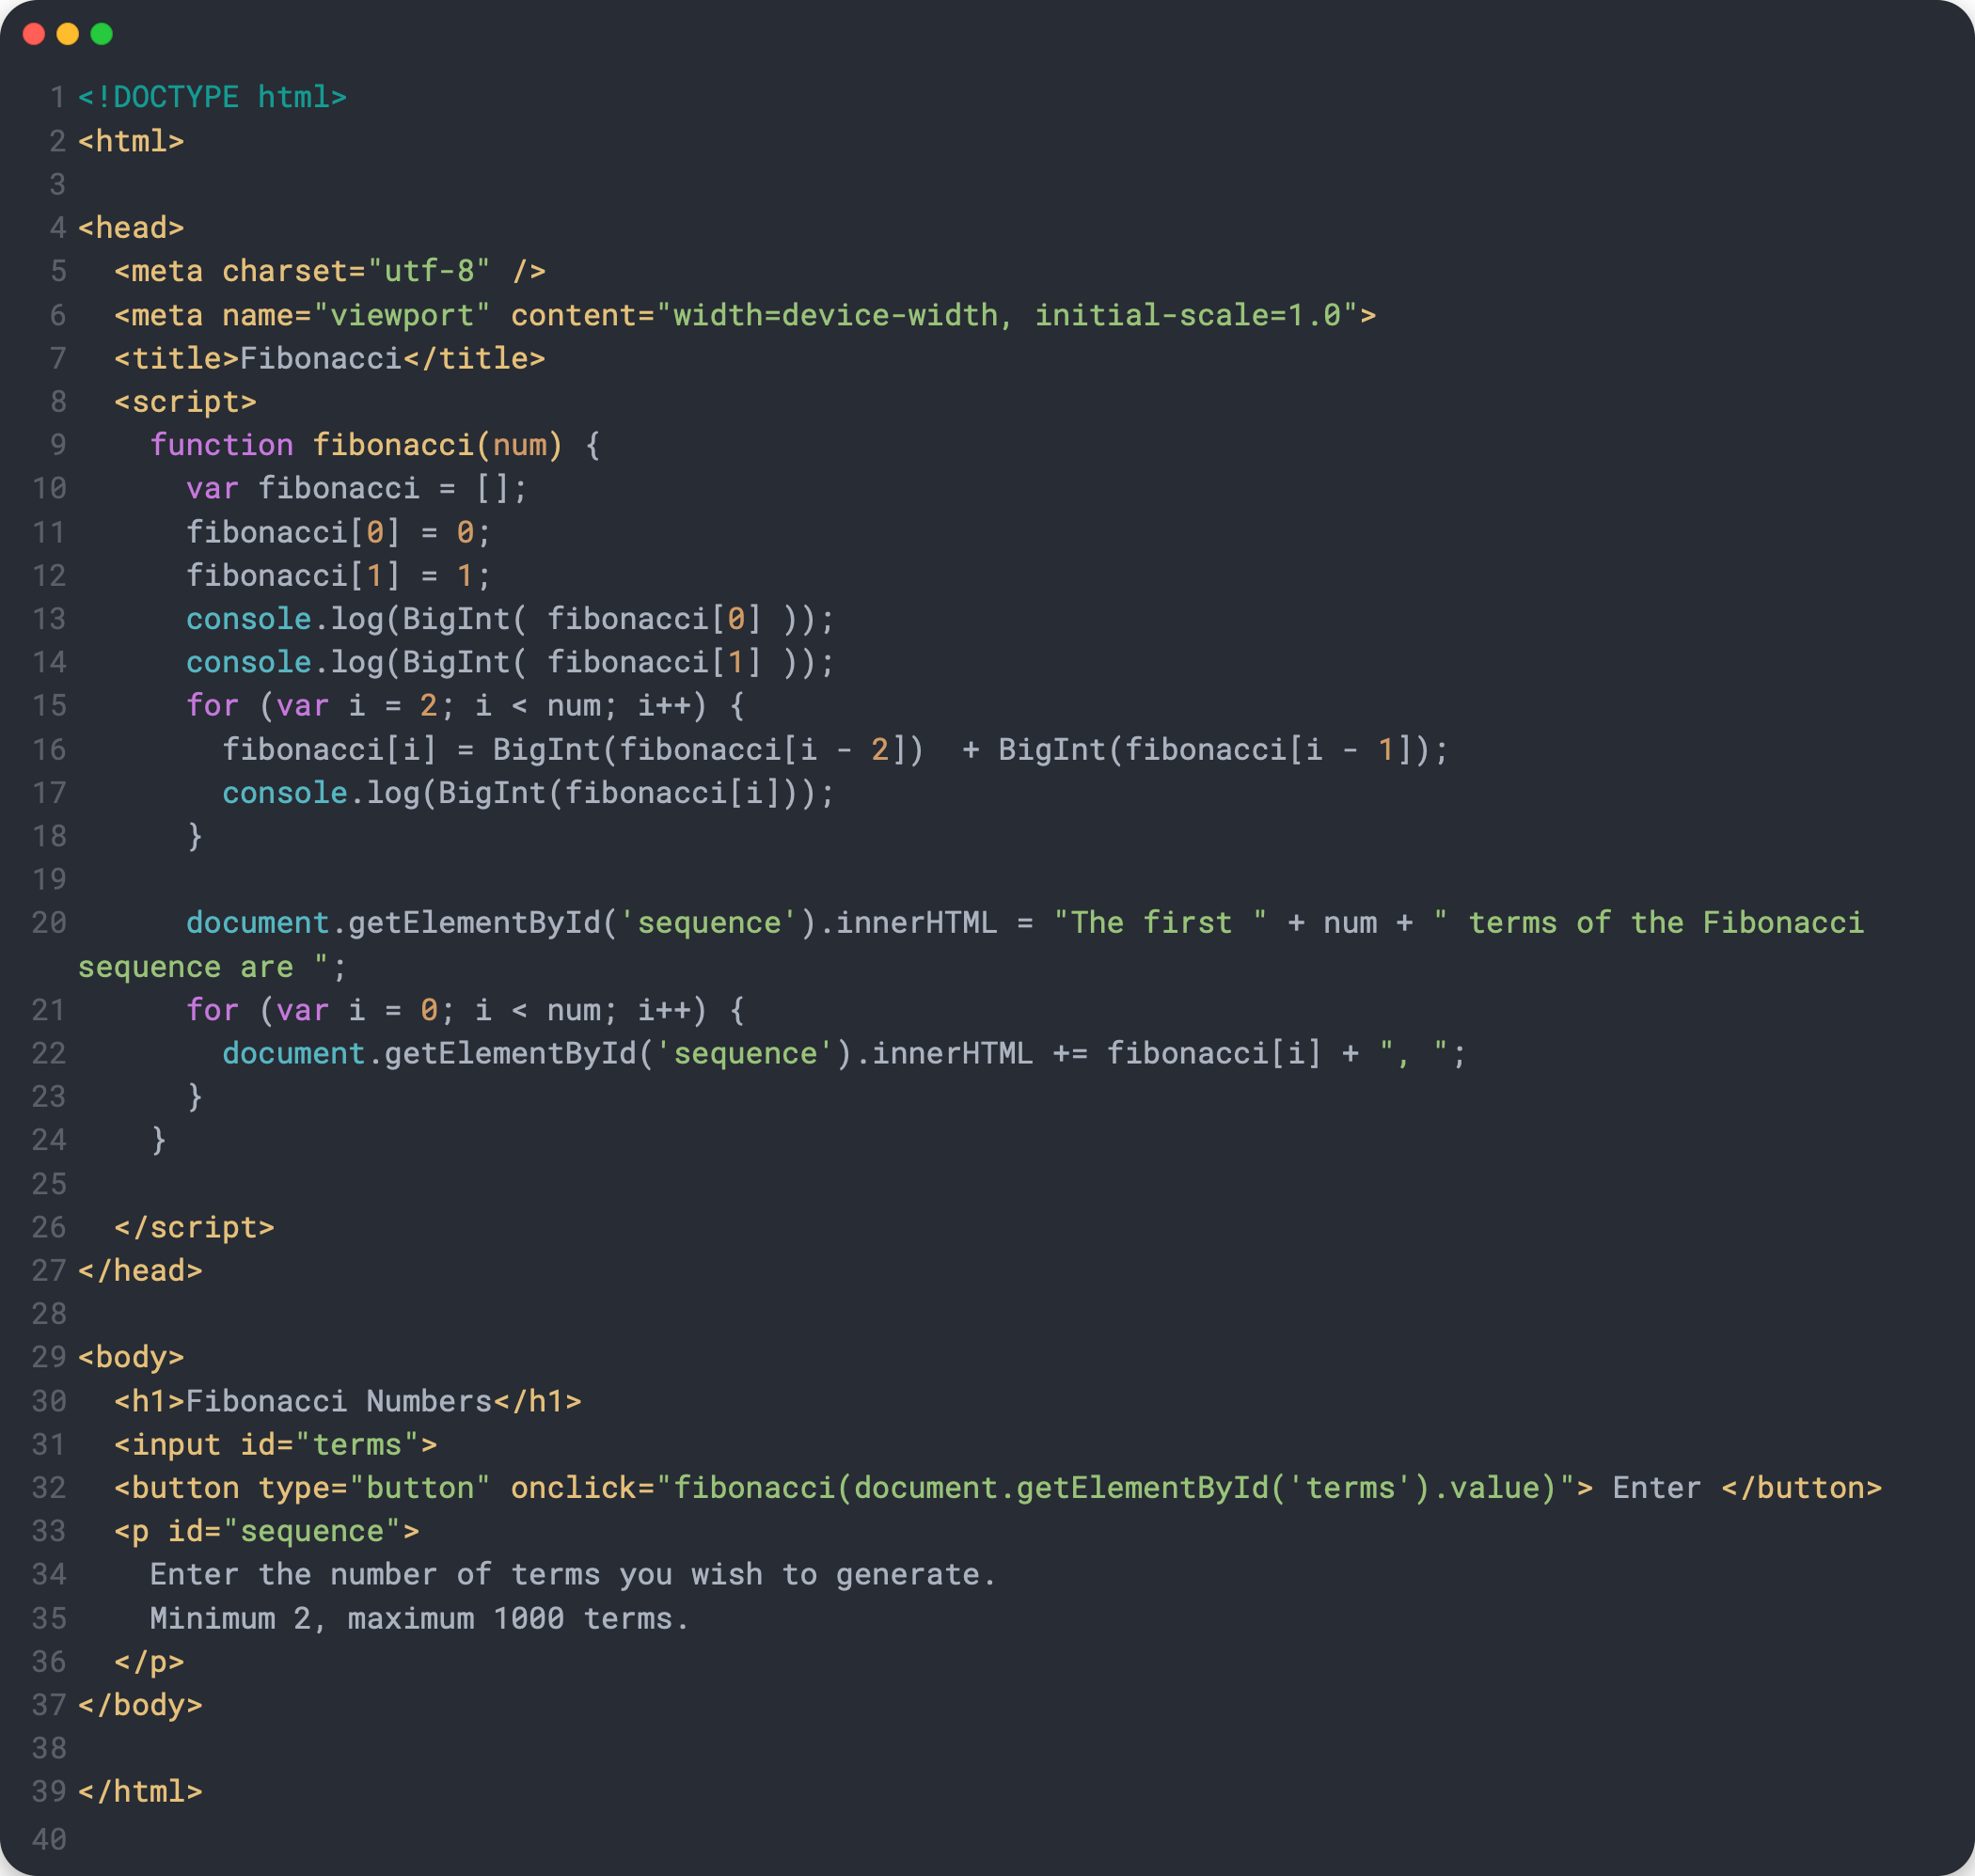 1 <!DOCTYPE html>
2 <html>
3
4 <head>
5   <meta charset="utf-8" />
6   <meta name="viewport" content="width=device-width, initial-scale=1.0">
7   <title>Fibonacci</title>
8   <script>
9     function fibonacci(num) {
10       var fibonacci = [];
11       fibonacci[0] = 0;
12       fibonacci[1] = 1;
13       console.log(BigInt( fibonacci[0] ));
14       console.log(BigInt( fibonacci[1] ));
15       for (var i = 2; i < num; i++) {
16         fibonacci[i] = BigInt(fibonacci[i - 2])  + BigInt(fibonacci[i - 1]);
17         console.log(BigInt(fibonacci[i]));
18       }
19
20       document.getElementById('sequence').innerHTML = "The first " + num + " terms of the Fibonacci
sequence are ";
21       for (var i = 0; i < num; i++) {
22         document.getElementById('sequence').innerHTML += fibonacci[i] + ", ";
23       }
24     }
25
26   </script>
27 </head>
28
29 <body>
30   <h1>Fibonacci Numbers</h1>
31   <input id="terms">
32   <button type="button" onclick="fibonacci(document.getElementById('terms').value)"> Enter </button>
33   <p id="sequence">
34     Enter the number of terms you wish to generate.
35     Minimum 2, maximum 1000 terms.
36   </p>
37 </body>
38
39 </html>
40